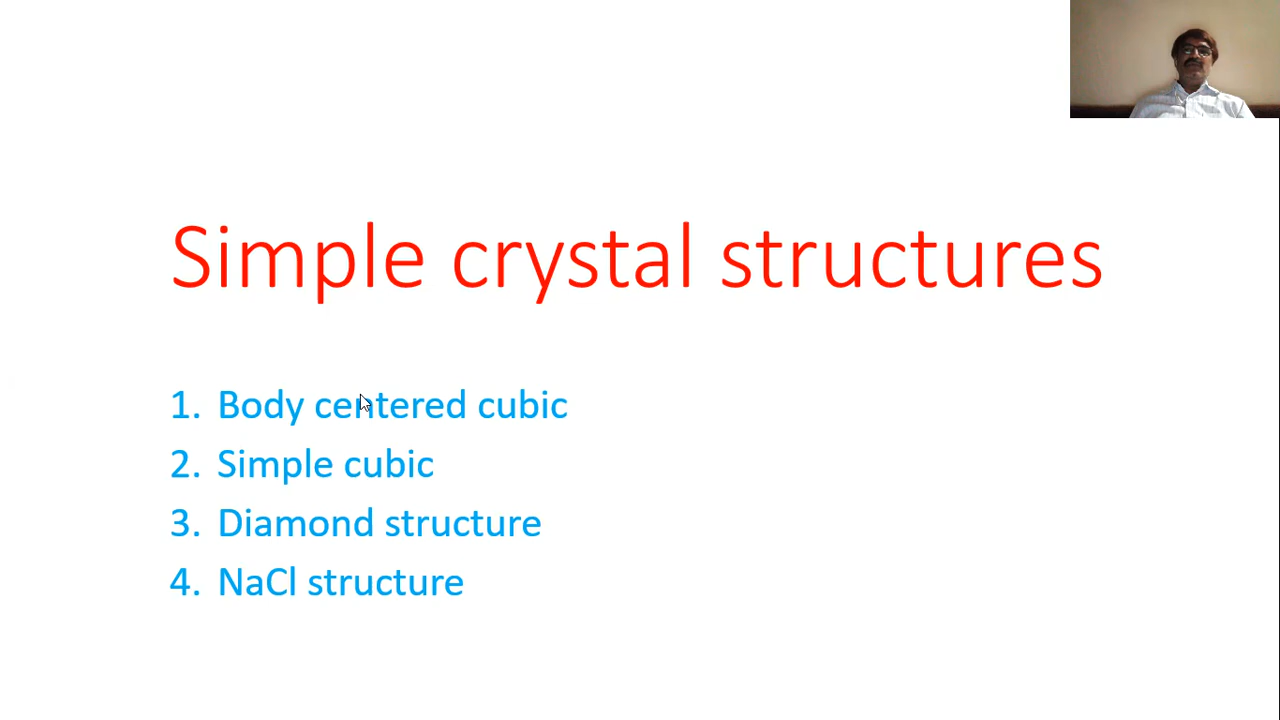 Simple crystal structures
1. Body centered cubic
2. Simple cubic
3. Diamond structure
4. NaCl structure